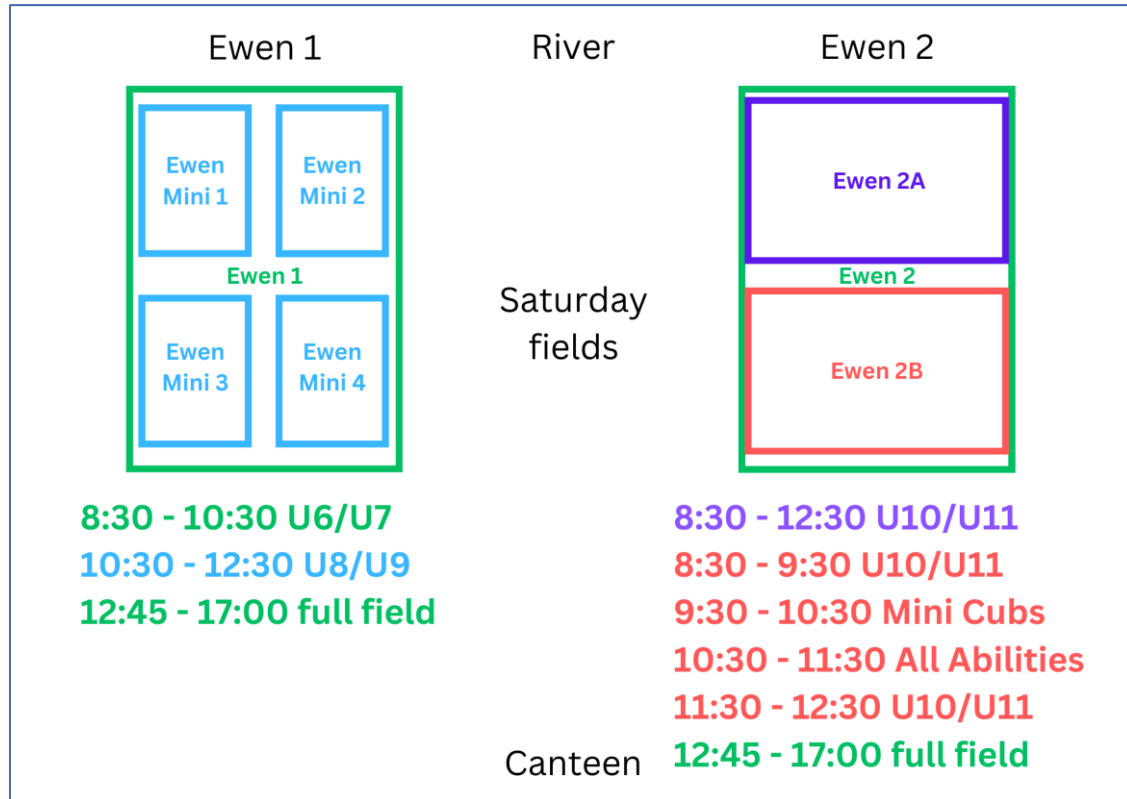 Ewen 1
River
Ewen 2
Ewen
Mini 1
Ewen
Mini 2
Ewen 1
Ewen
Mini 3
Ewen
Mini 4
Saturday
fields
Ewen 2A
Ewen 2
Ewen 2B
8:30 - 10:30 U6/U7
10:30 - 12:30 U8/U9
12:45 - 17:00 full field
8:30 - 12:30 U10/U11
8:30 - 9:30 U10/U11
9:30 - 10:30 Mini Cubs
10:30 - 11:30 All Abilities
11:30 - 12:30 U10/U11
12:45 - 17:00 full field
Canteen